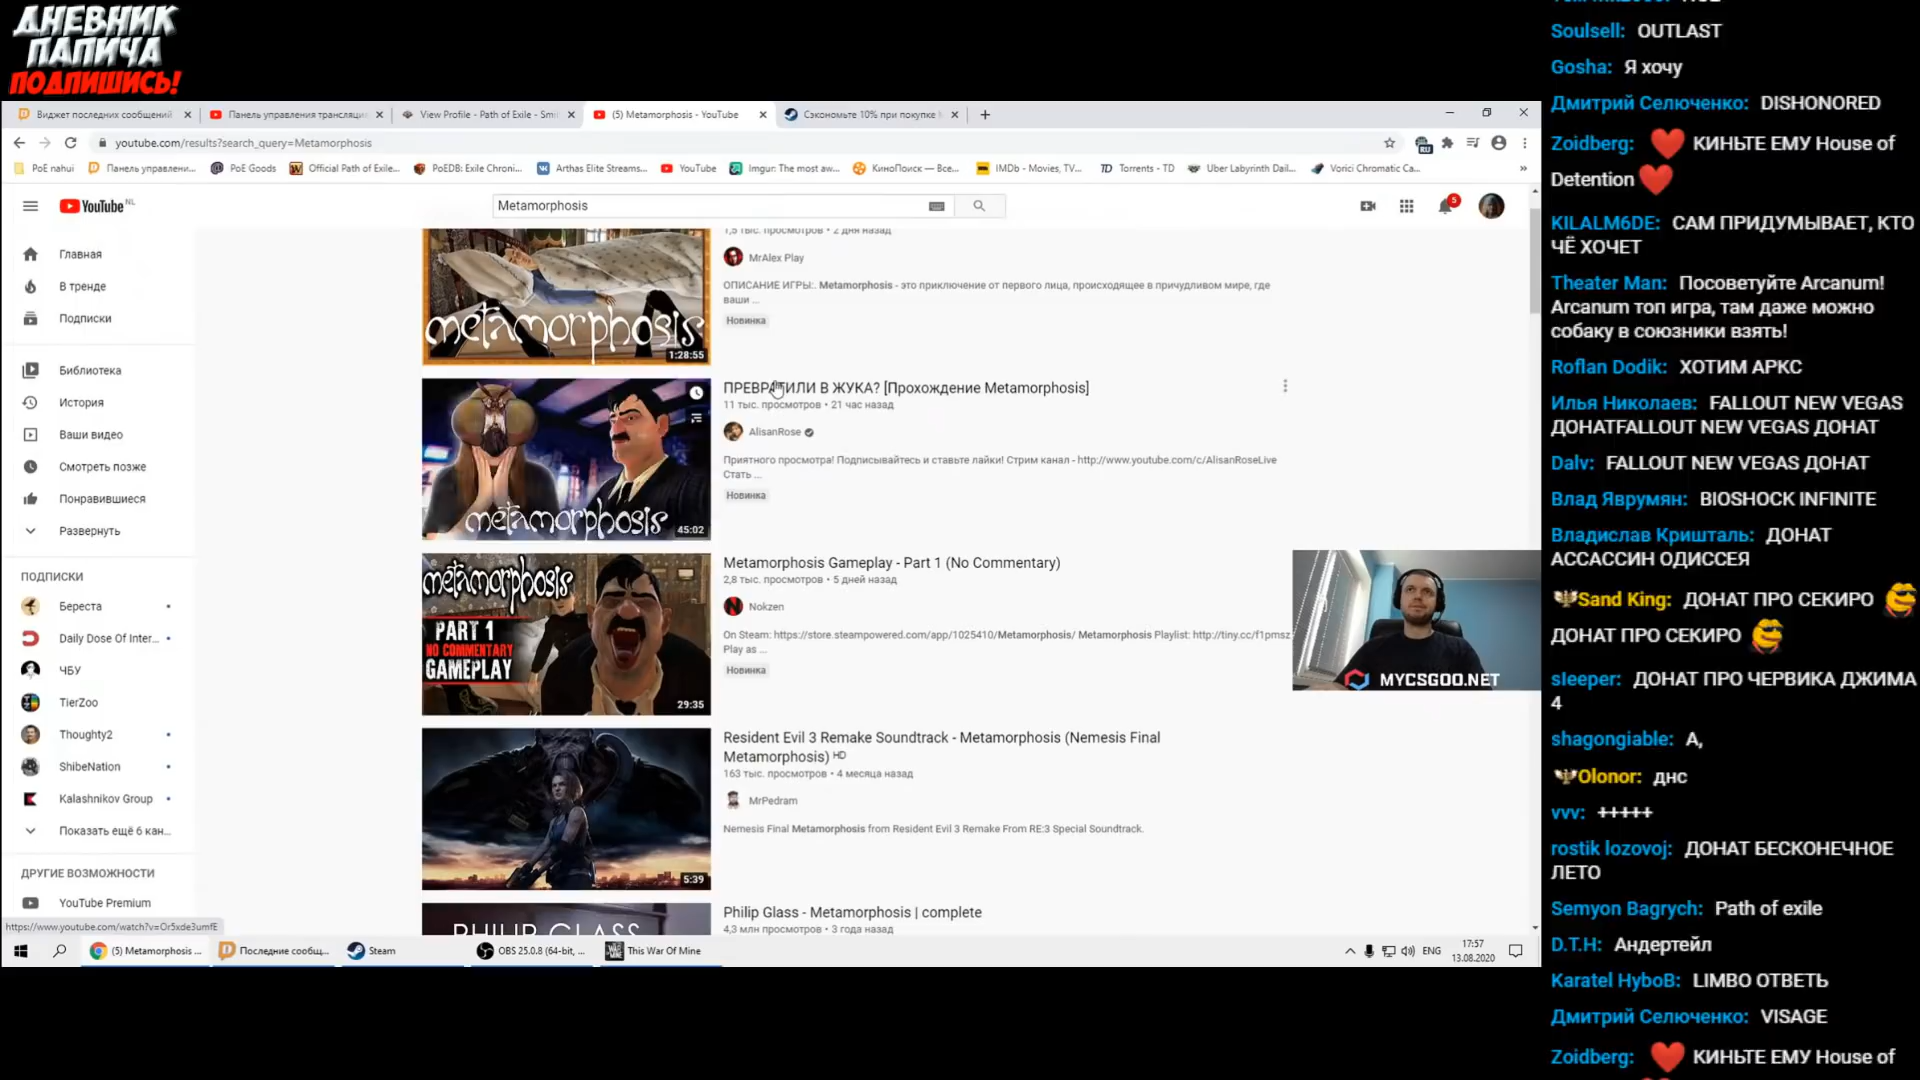 ДНЕВНИК
ПАПИЧА
ПОДПИШИСЬ!
Виджет последних сообщений
Панель управления трансляци
View Profile - Path of Exile - Smi
(5) Metamorphosis - YouTube
Сэкономьте 10% при покупке
youtube.com/results?search_query=Metamorphosis
PoE nahui
Панель управлени...
PoE Goods
Official Path of Exile...
PoEDB: Exile Chroni...
Arthas Elite Streams...
YouTube
Imgur: The most aw...
КиноПоиск — Все...
IMDb - Movies, TV...
TD Torrents - TD
Uber Labyrinth Dail...
Vorici Chromatic Ca...
YouTube NL
Metamorphosis
5
Главная
В тренде
Подписки
Библиотека
История
Ваши видео
Смотреть позже
Понравившиеся
Развернуть
ПОДПИСКИ
Береста
Daily Dose Of Inter...
ЧБУ
TierZoo
Thoughty2
ShibeNation
Kalashnikov Group
Показать ещё 6 кан...
ДРУГИЕ ВОЗМОЖНОСТИ
YouTube Premium
https://www.youtube.com/watch?v=Or5xde3umfE
metamorphosis
1:28:55
1,5 тыс. просмотров • 2 дня назад
MrAlex Play
ОПИСАНИЕ ИГРЫ:. Metamorphosis - это приключение от первого лица, происходящее в причудливом мире, где
ваши ...
Новинка
metamorphosis
45:02
ПРЕВРАТИЛИ В ЖУКА? [Прохождение Metamorphosis]
11 тыс. просмотров • 21 час назад
AlisanRose
Приятного просмотра! Подписывайтесь и ставьте лайки! Стрим канал - http://www.youtube.com/c/AlisanRoseLive
Стать ...
Новинка
metamorphosis
PART 1
NO COMMENTARY
GAMEPLAY
29:35
Metamorphosis Gameplay - Part 1 (No Commentary)
2,8 тыс. просмотров • 5 дней назад
Nokzen
On Steam: https://store.steampowered.com/app/1025410/Metamorphosis/ Metamorphosis Playlist: http://tiny.cc/f1pmsz
Play as ...
Новинка
5:39
Resident Evil 3 Remake Soundtrack - Metamorphosis (Nemesis Final
Metamorphosis) HD
163 тыс. просмотров • 4 месяца назад
MrPedram
Nemesis Final Metamorphosis from Resident Evil 3 Remake From RE:3 Special Soundtrack.
PHILIP GLASS
Philip Glass - Metamorphosis | complete
4,3 млн просмотров • 3 года назад
MYCSGOO.NET
(5) Metamorphosis ...
Последние сообщ...
Steam
OBS 25.0.8 (64-bit, ...
This War Of Mine
ENG
17:57
13.08.2020
Soulsell: OUTLAST
Gosha: Я хочу
Дмитрий Селюченко: DISHONORED
Zoidberg: КИНЬТЕ ЕМУ House of
Detention
KILALM6DE: САМ ПРИДУМЫВАЕТ, КТО
ЧЁ ХОЧЕТ
Theater Man: Посоветуйте Arcanum!
Arcanum топ игра, там даже можно
собаку в союзники взять!
Roflan Dodik: ХОТИМ АРКС
Илья Николаев: FALLOUT NEW VEGAS
ДОНАТFALLOUT NEW VEGAS ДОНАТ
Dalv: FALLOUT NEW VEGAS ДОНАТ
Влад Яврумян: BIOSHOCK INFINITE
Владислав Кришталь: ДОНАТ
АССАССИН ОДИССЕЯ
Sand King: ДОНАТ ПРО СЕКИРО
ДОНАТ ПРО СЕКИРО
sleeper: ДОНАТ ПРО ЧЕРВИКА ДЖИМА
4
shagongiable: А,
Olonor: днс
vvv: +++++
rostik lozovoj: ДОНАТ БЕСКОНЕЧНОЕ
ЛЕТО
Semyon Bagrych: Path of exile
D.T.H: Андертейл
Karatel HyboB: LIMBO ОТВЕТЬ
Дмитрий Селюченко: VISAGE
Zoidberg: КИНЬТЕ ЕМУ House of